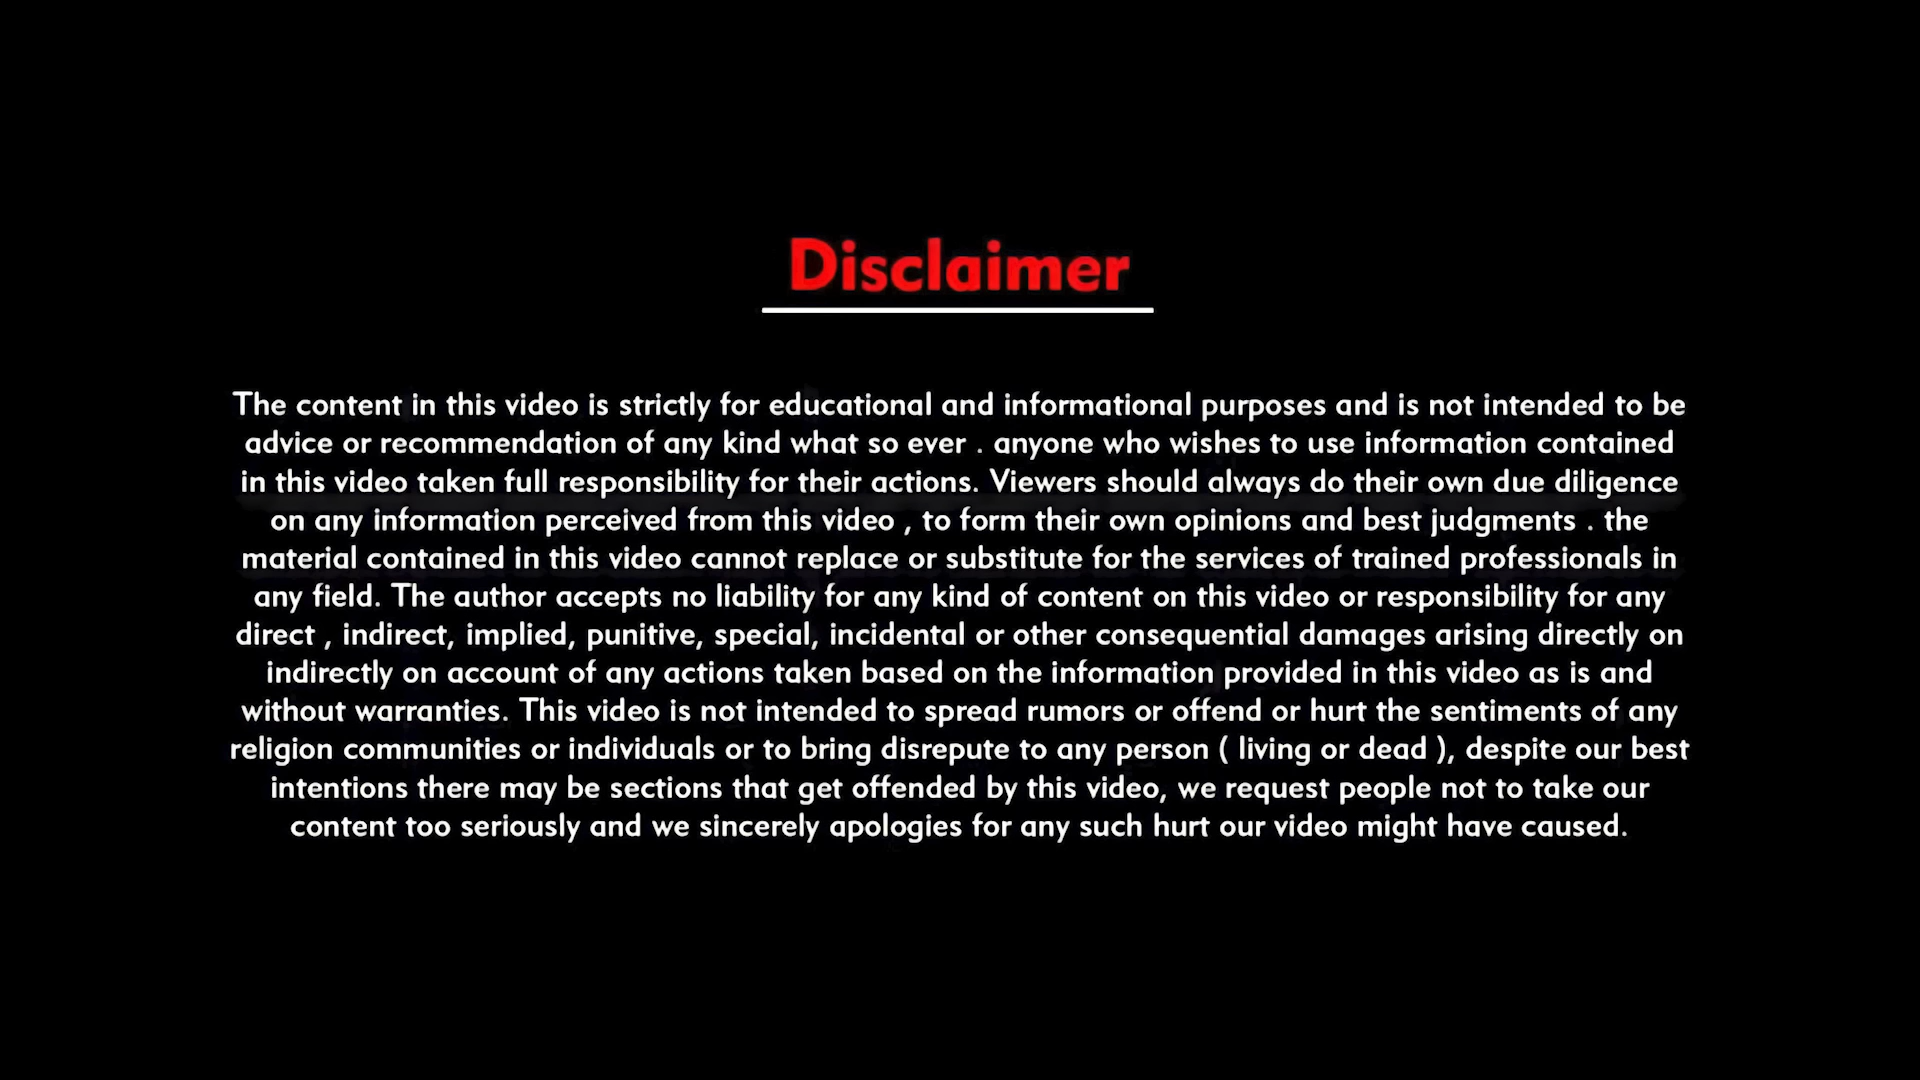 Disclaimer
The content in this video is strictly for educational and informational purposes and is not intended to be
advice or recommendation of any kind what so ever . anyone who wishes to use information contained
in this video taken full responsibility for their actions. Viewers should always do their own due diligence
on any information perceived from this video , to form their own opinions and best judgments . the
material contained in this video cannot replace or substitute for the services of trained professionals in
any field. The author accepts no liability for any kind of content on this video or responsibility for any
direct , indirect, implied, punitive, special, incidental or other consequential damages arising directly on
indirectly on account of any actions taken based on the information provided in this video as is and
without warranties. This video is not intended to spread rumors or offend or hurt the sentiments of any
religion communities or individuals or to bring disrepute to any person ( living or dead ), despite our best
intentions there may be sections that get offended by this video, we request people not to take our
content too seriously and we sincerely apologies for any such hurt our video might have caused.